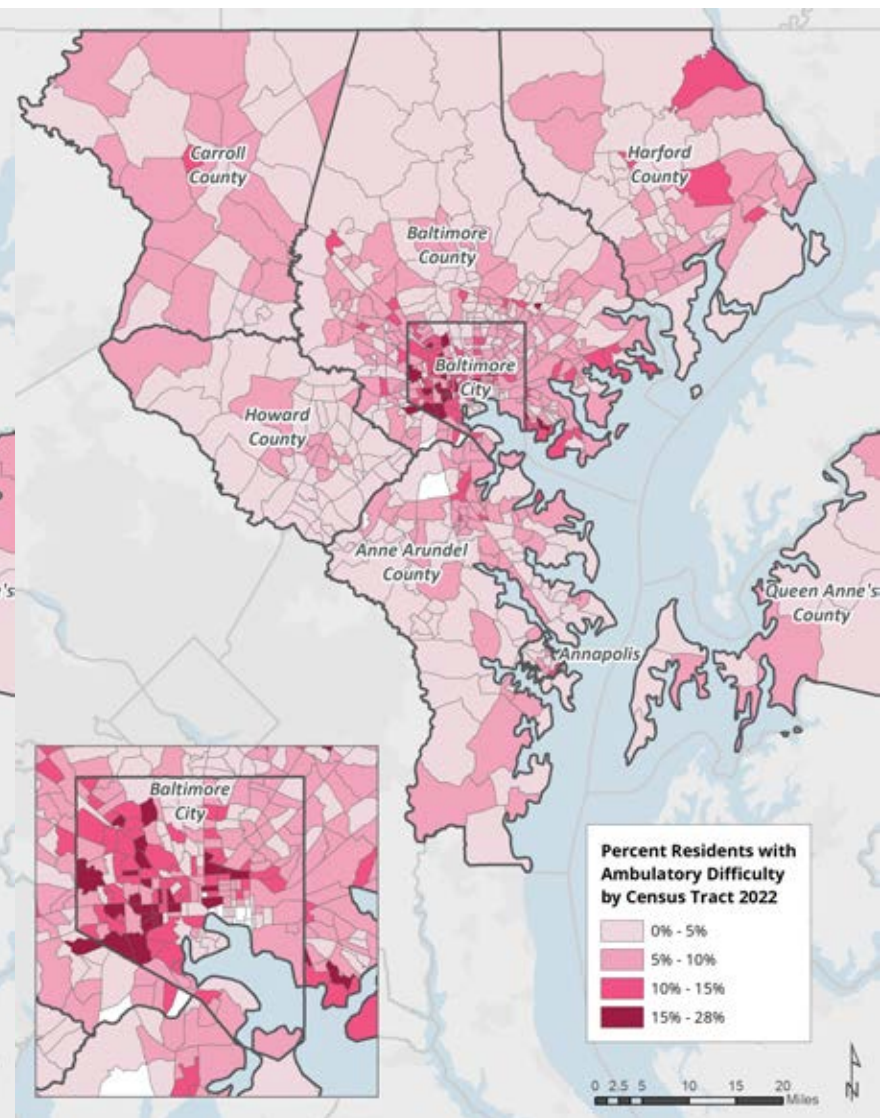 Carroll
County
Harford
County
Baltimore
County
Baltimore
City
Howard
County
Anne Arundel
County
's
Queen Anne's
County
Annapolis
Baltimore
City
Percent Residents with
Ambulatory Difficulty
by Census Tract 2022
0% - 5%
5% - 10%
10% - 15%
15% - 28%
N
0 2.5 5 10 15 20
Miles